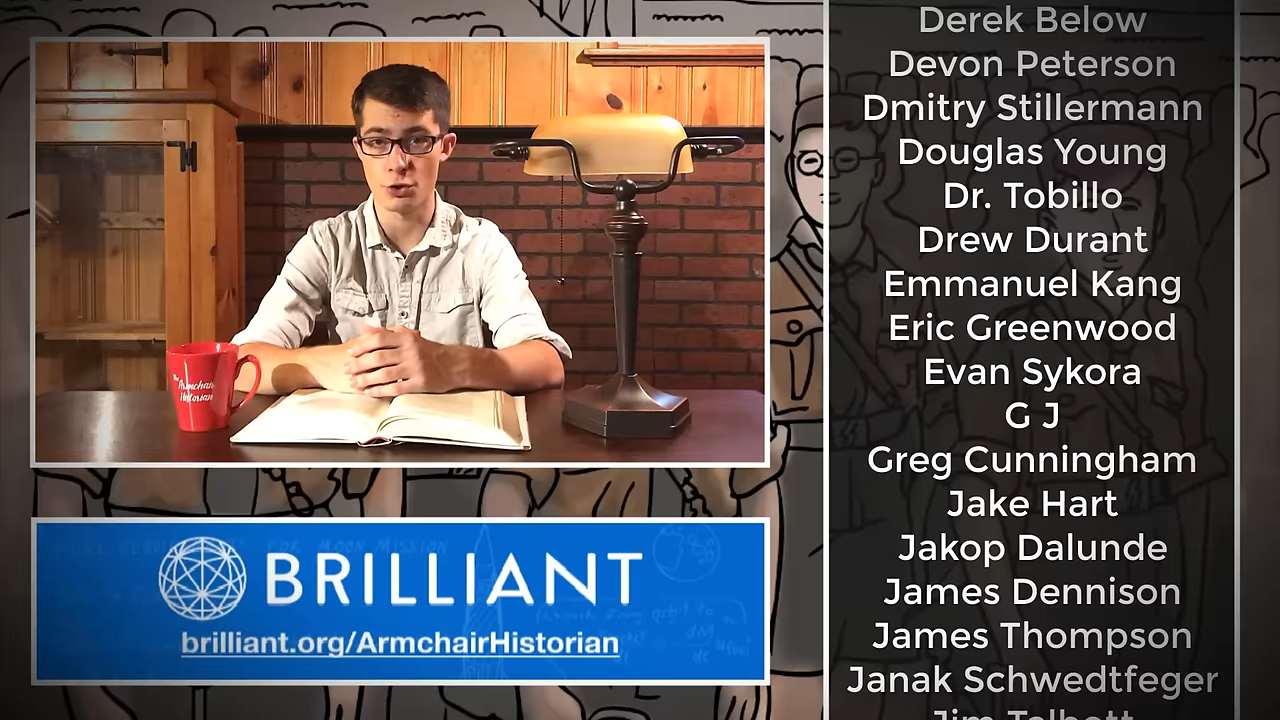 The
Armchair
Historian
BRILLIANT
brilliant.org/ArmchairHistorian
Derek Below
Devon Peterson
Dmitry Stillermann
Douglas Young
Dr. Tobillo
Drew Durant
Emmanuel Kang
Eric Greenwood
Evan Sykora
G J
Greg Cunningham
Jake Hart
Jakop Dalunde
James Dennison
James Thompson
Janak Schwedtfeger